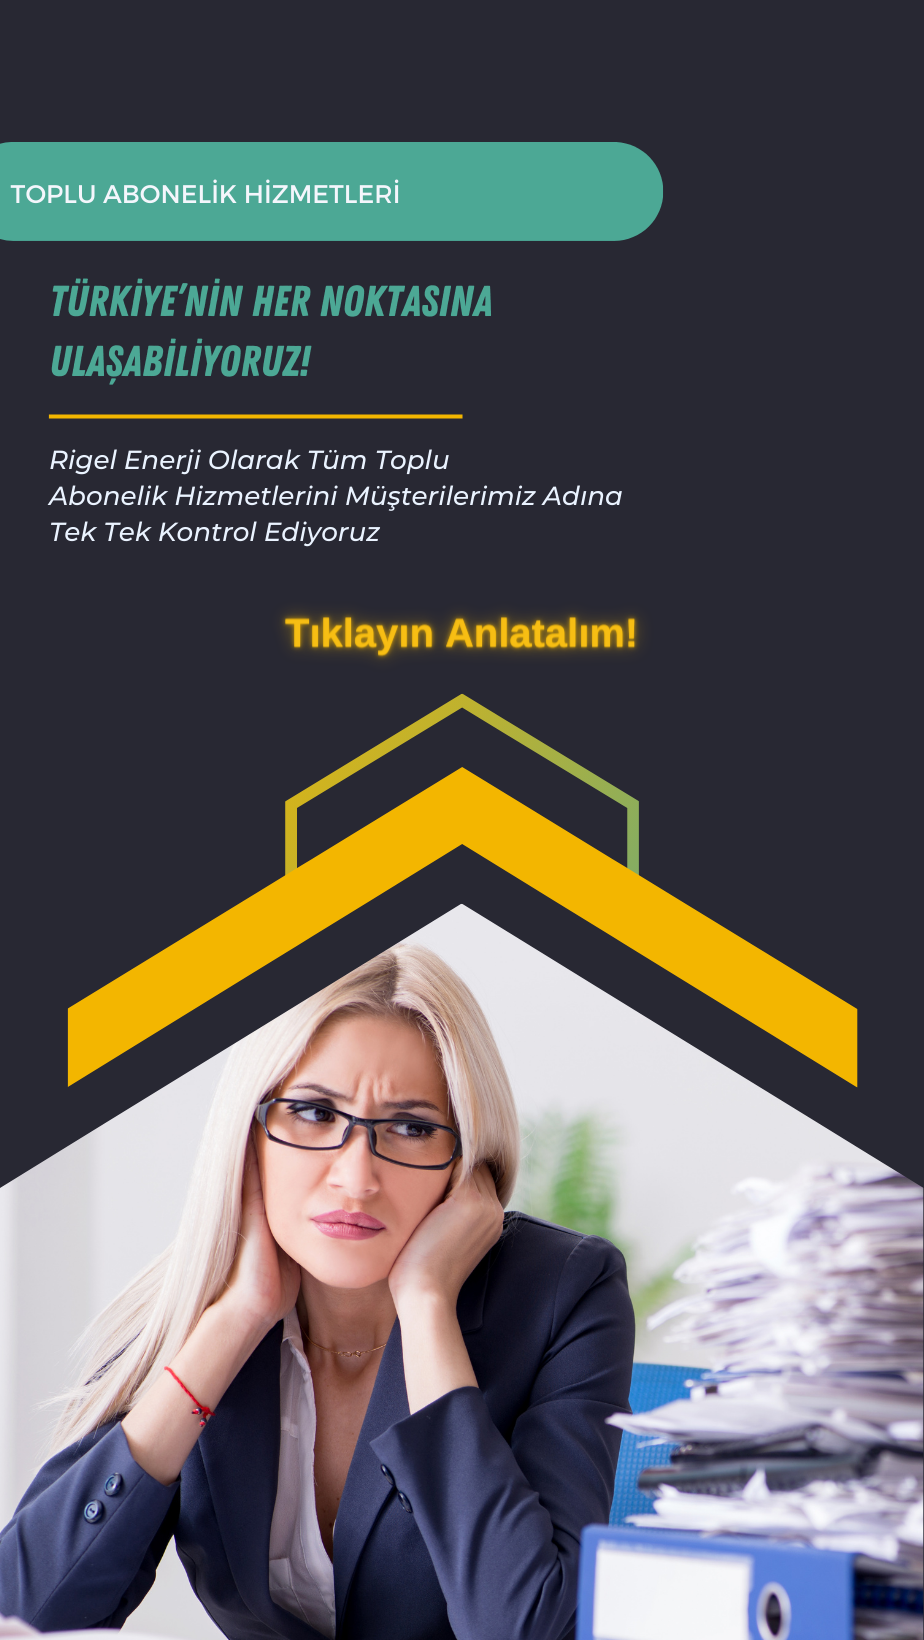 TOPLU ABONELİK HİZMETLERİ
TÜRKİYE'NİN HER NOKTASINA
ULAŞABİLİYORUZ!
Rigel Enerji Olarak Tüm Toplu
Abonelik Hizmetlerini Müşterilerimiz Adına
Tek Tek Kontrol Ediyoruz
Tıklayın Anlatalım!